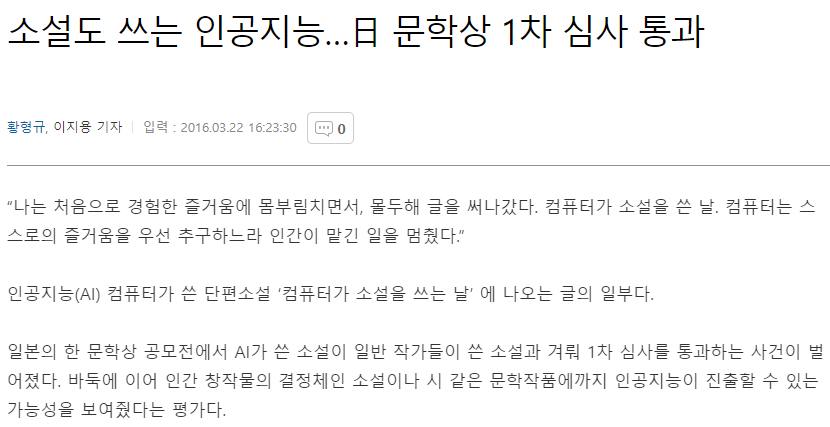 소설도 쓰는 인공지능...日 문학상 1차 심사 통과
황형규, 이지용 기자 입력 : 2016.03.22 16:23:30 0
“나는 처음으로 경험한 즐거움에 몸부림치면서, 몰두해 글을 써나갔다. 컴퓨터가 소설을 쓴 날. 컴퓨터는 스
스로의 즐거움을 우선 추구하느라 인간이 맡긴 일을 멈췄다.”
인공지능(AI) 컴퓨터가 쓴 단편소설 ‘컴퓨터가 소설을 쓰는 날’ 에 나오는 글의 일부다.
일본의 한 문학상 공모전에서 AI가 쓴 소설이 일반 작가들이 쓴 소설과 겨뤄 1차 심사를 통과하는 사건이 벌
어졌다. 바둑에 이어 인간 창작물의 결정체인 소설이나 시 같은 문학작품에까지 인공지능이 진출할 수 있는
가능성을 보여줬다는 평가다.